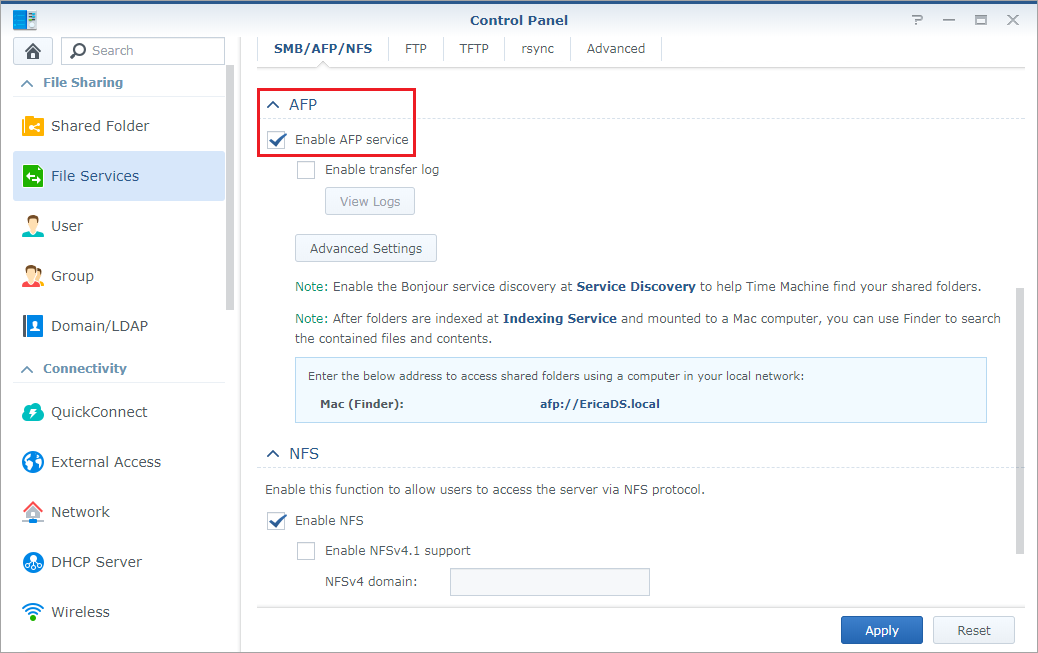 Control Panel
Search
File Sharing
Shared Folder
File Services
User
Group
Domain/LDAP
Connectivity
QuickConnect
External Access
Network
DHCP Server
Wireless
SMB/AFP/NFS
FTP
TFTP
rsync
Advanced
AFP
Enable AFP service
Enable transfer log
View Logs
Advanced Settings
Note: Enable the Bonjour service discovery at Service Discovery to help Time Machine find your shared folders.
Note: After folders are indexed at Indexing Service and mounted to a Mac computer, you can use Finder to search
the contained files and contents.
Enter the below address to access shared folders using a computer in your local network:
Mac (Finder): afp://EricaDS.local
NFS
Enable this function to allow users to access the server via NFS protocol.
Enable NFS
Enable NFSv4.1 support
NFSv4 domain:
Apply
Reset